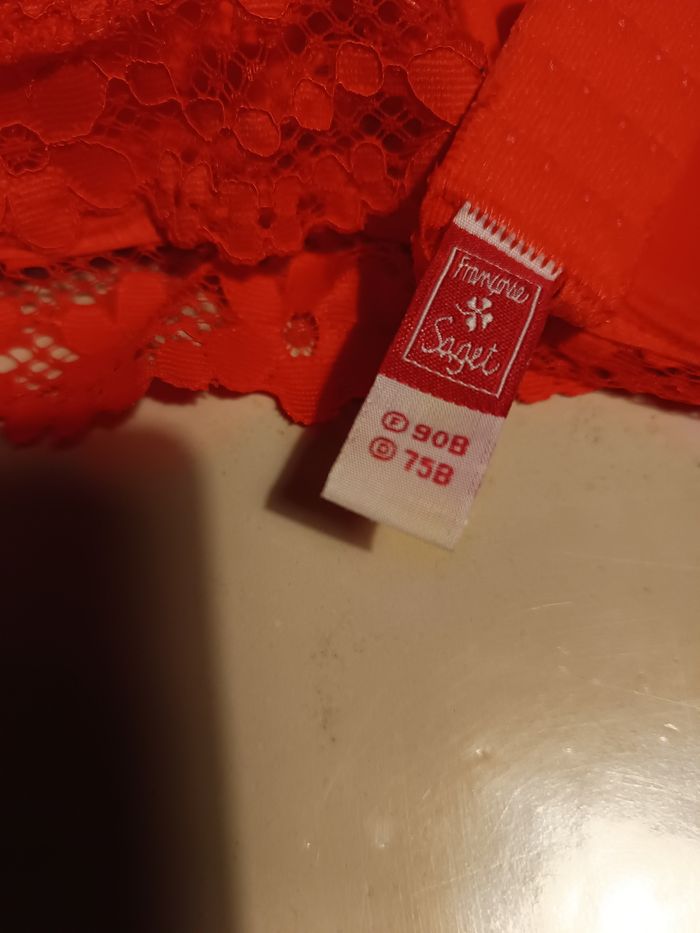 Françoise
Saget
Ⓕ 90B
Ⓓ 75B